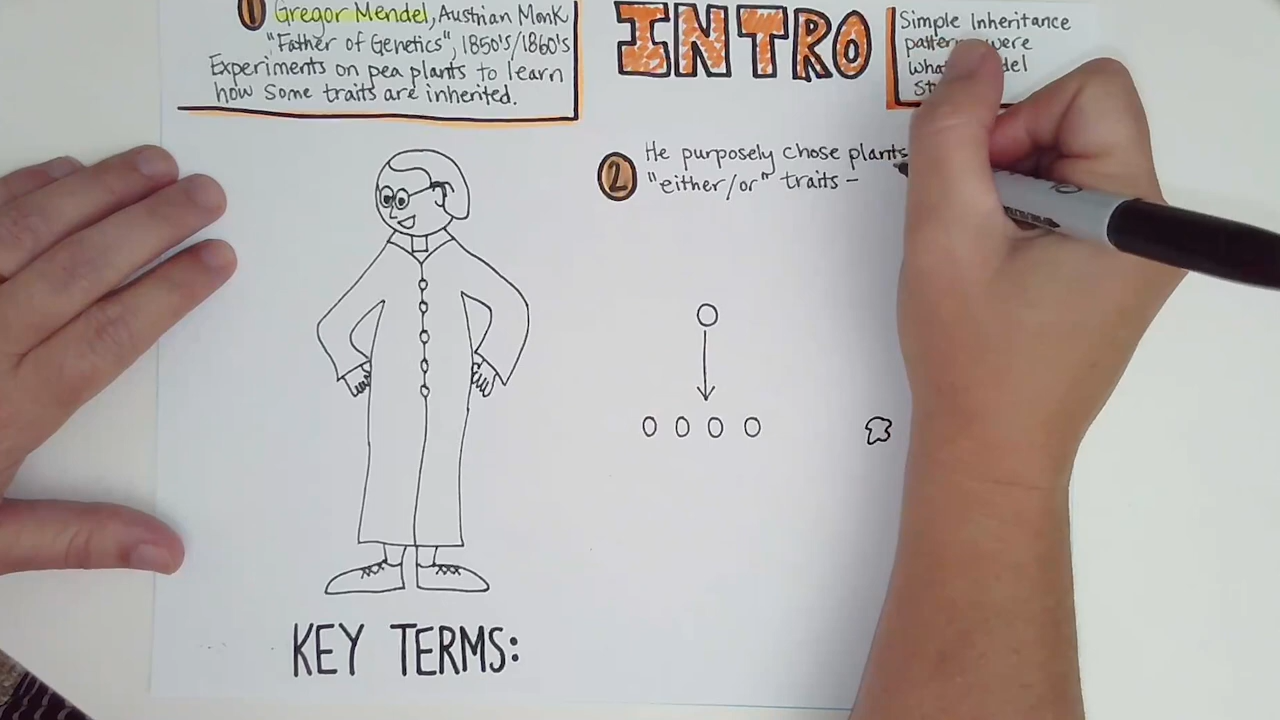 1 Gregor Mendel, Austrian Monk
"Father of Genetics", 1850's/1860's
Experiments on pea plants to learn
how some traits are inherited.
INTRO
Simple Inheritance
were
2 He purposely chose plants
"either/or" traits –
KEY TERMS: